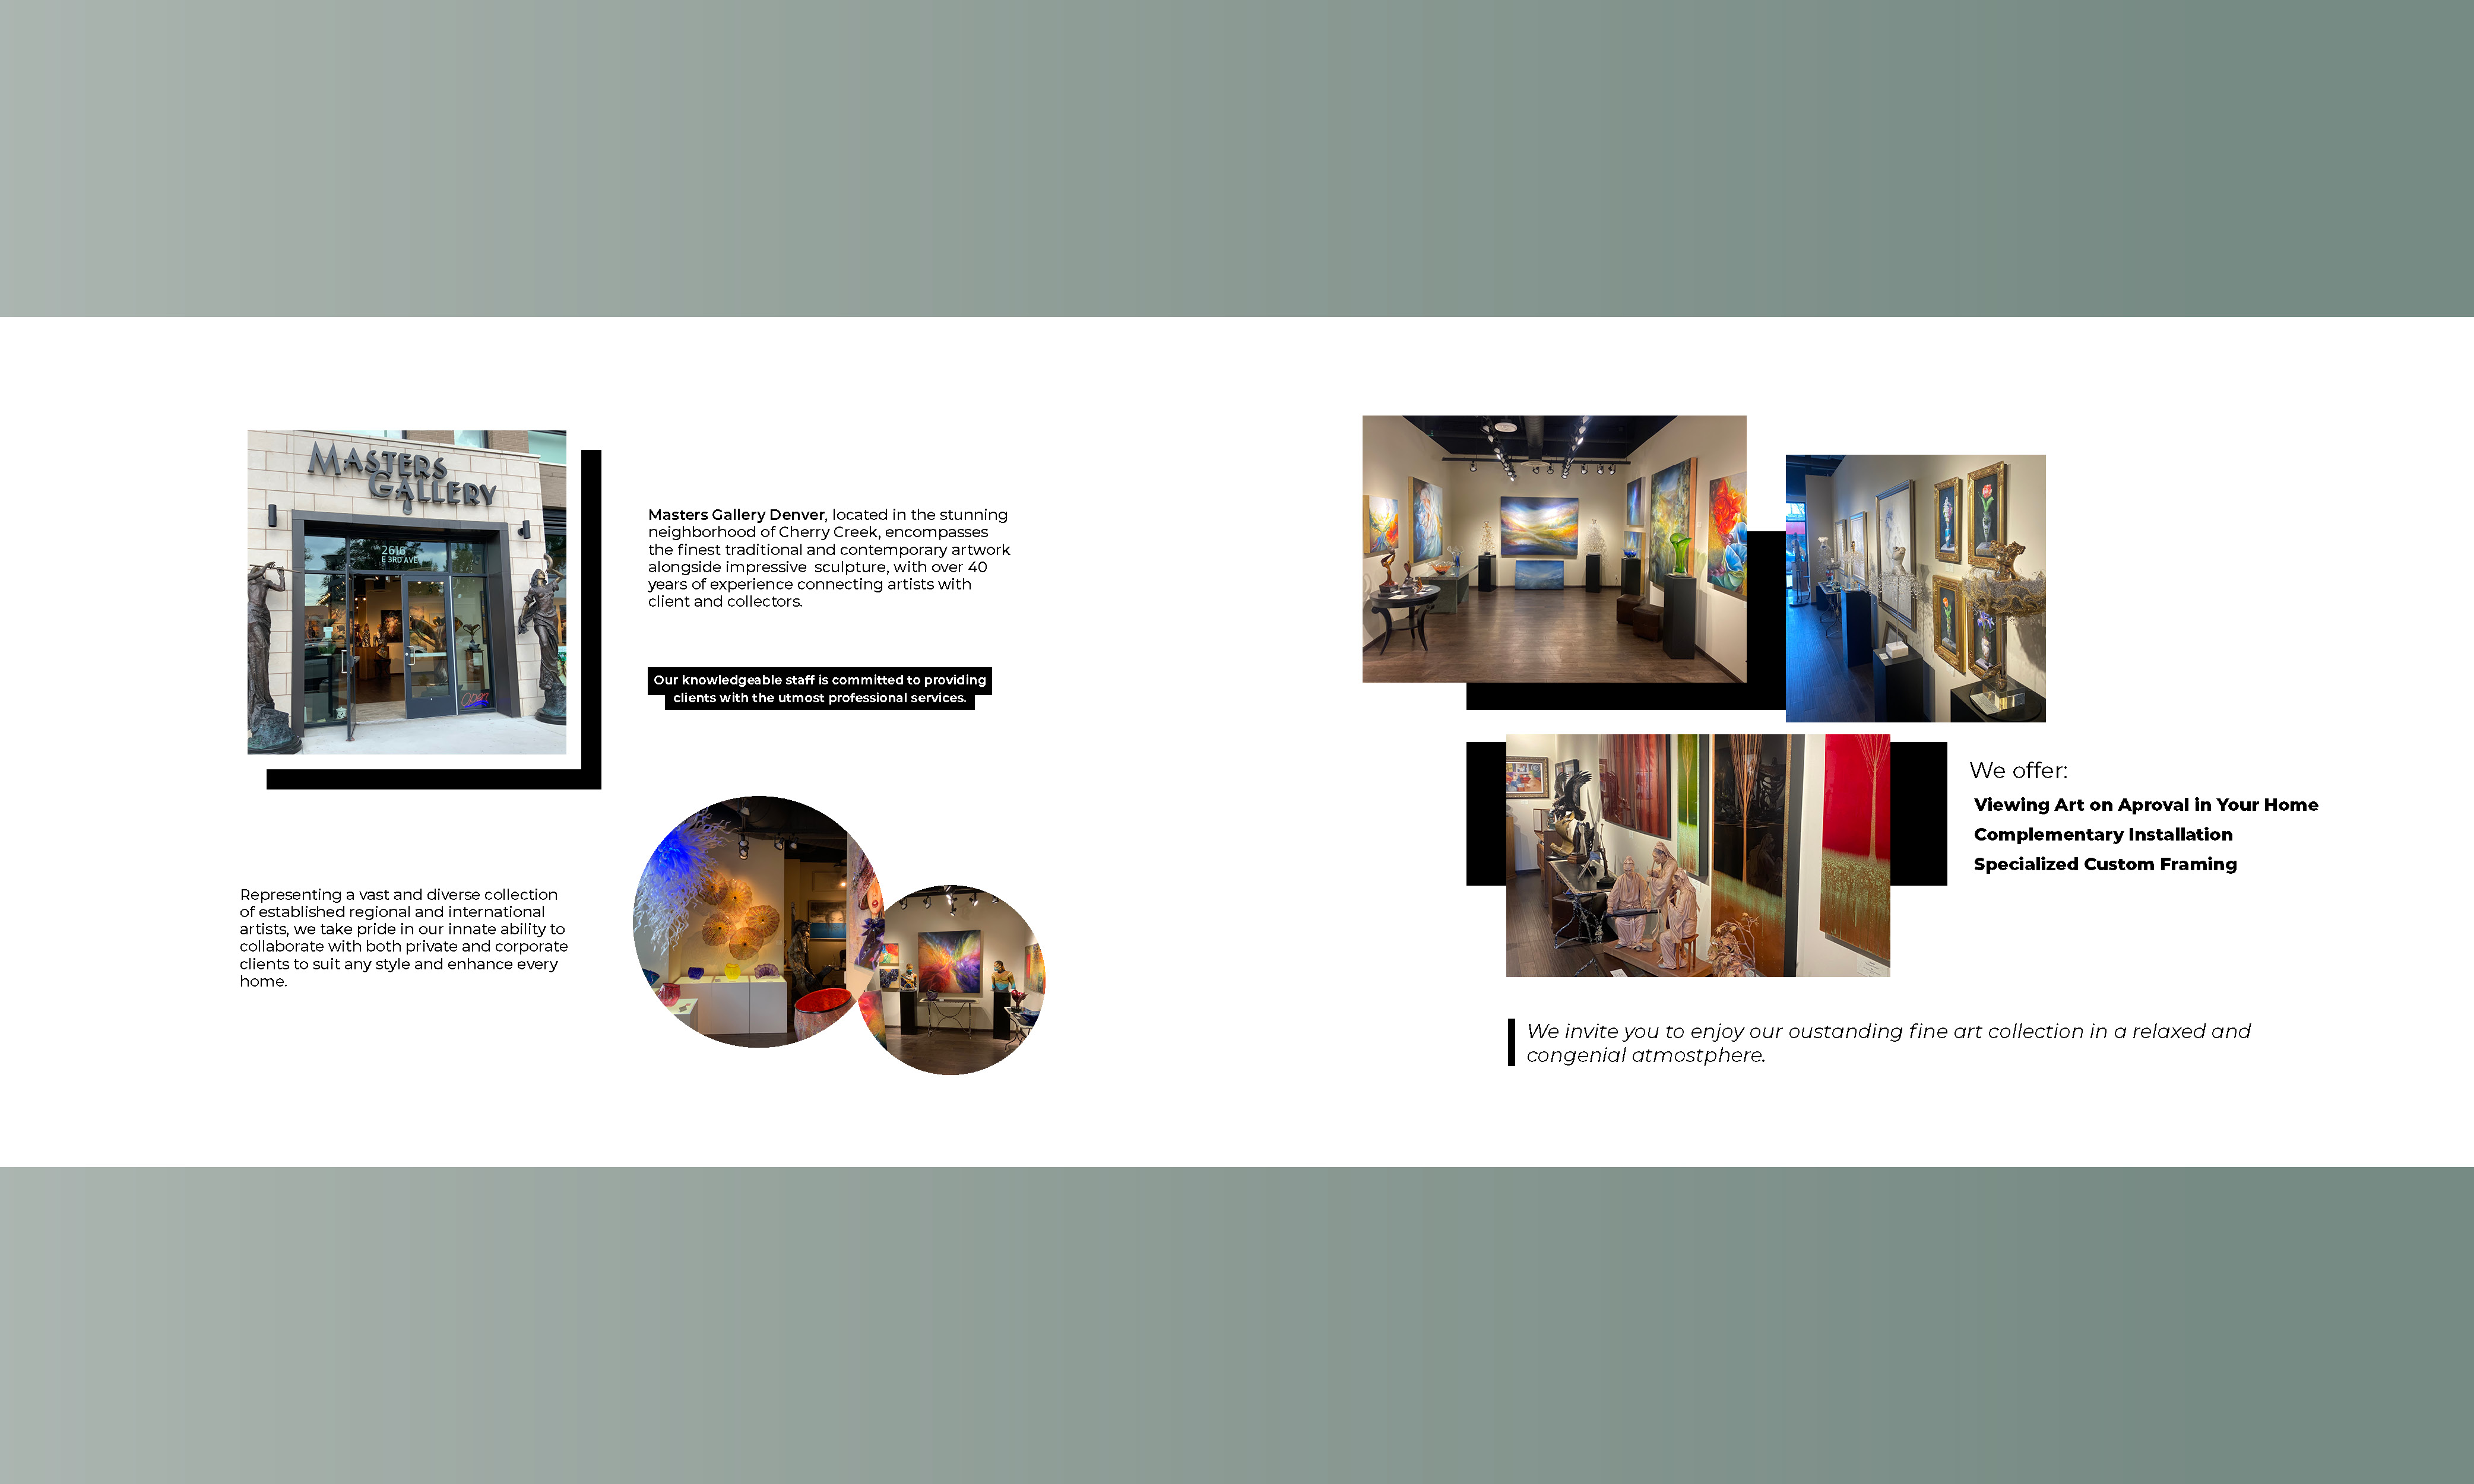 MASTERS
GALLERY
2616
E 3RD AVE
Open
Masters Gallery Denver, located in the stunning
neighborhood of Cherry Creek, encompasses
the finest traditional and contemporary artwork
alongside impressive  sculpture, with over 40
years of experience connecting artists with
client and collectors.
Our knowledgeable staff is committed to providing
clients with the utmost professional services.
Representing a vast and diverse collection
of established regional and international
artists, we take pride in our innate ability to
collaborate with both private and corporate
clients to suit any style and enhance every
home.
We offer:
Viewing Art on Aproval in Your Home
Complementary Installation
Specialized Custom Framing
We invite you to enjoy our oustanding fine art collection in a relaxed and
congenial atmostphere.